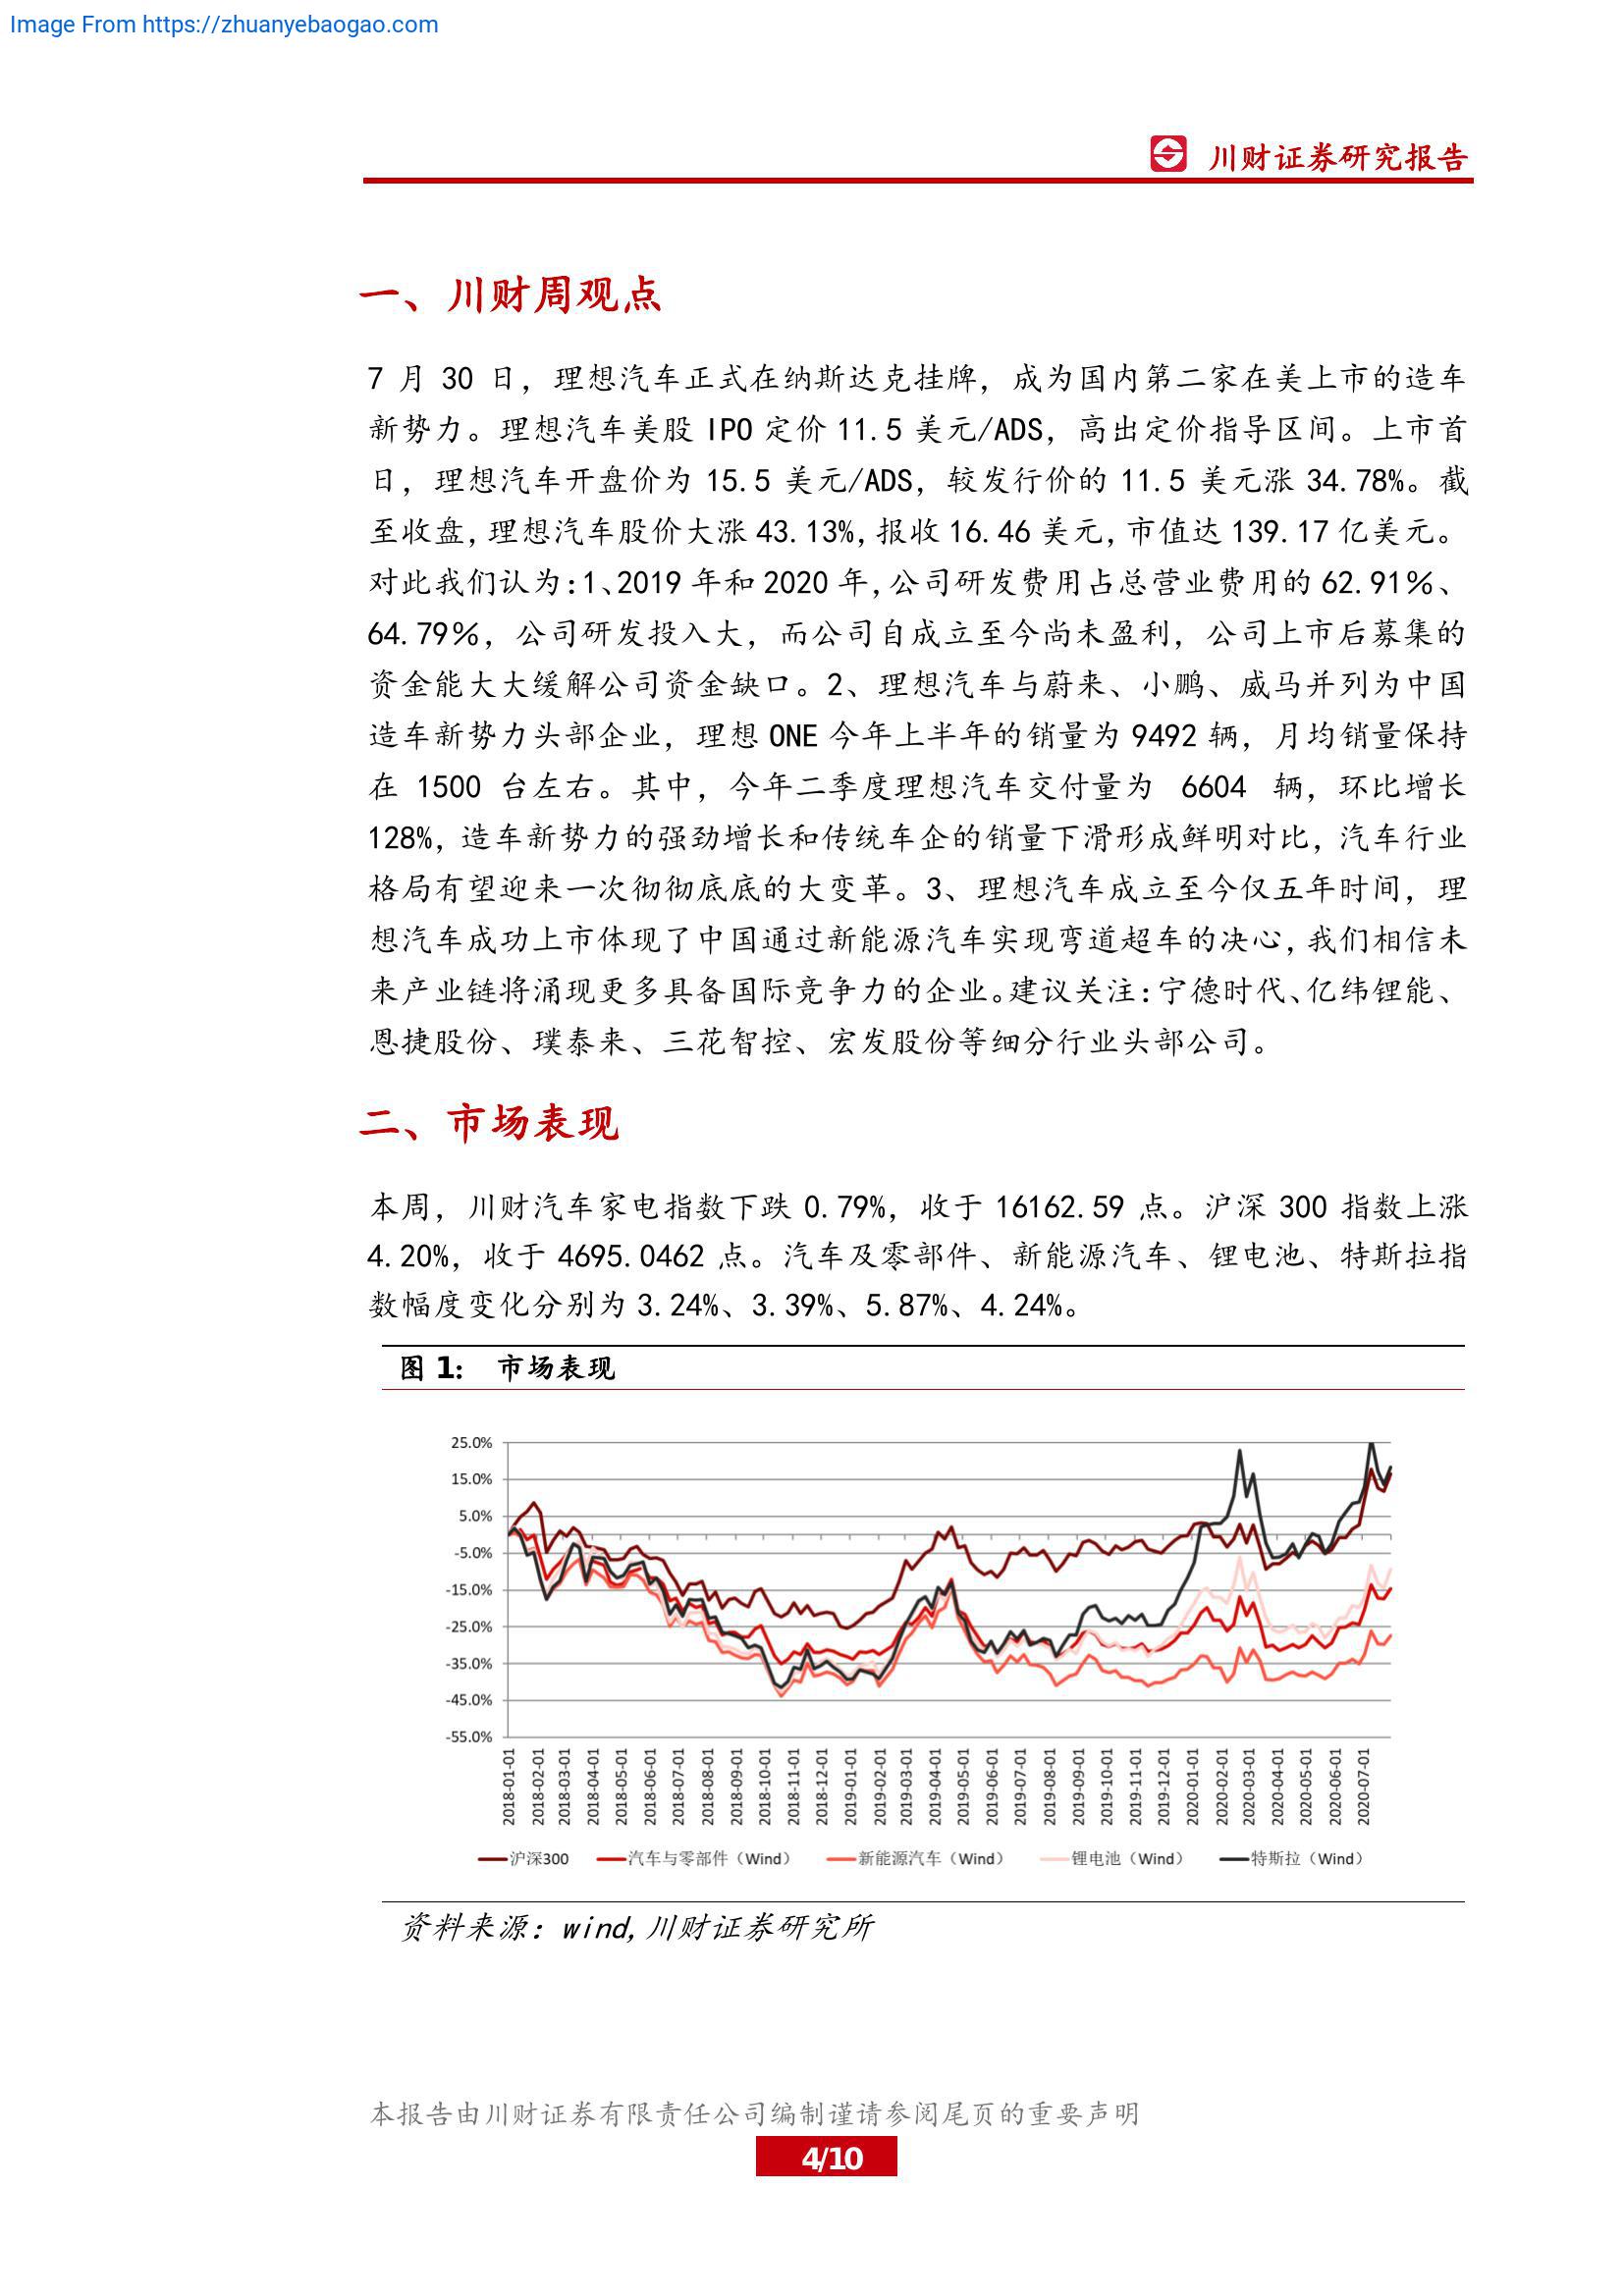 Image From https://zhuanyebaogao.com
川财证券研究报告
一、川财周观点
7 月 30 日，理想汽车正式在纳斯达克挂牌，成为国内第二家在美上市的造车
新势力。理想汽车美股 IPO 定价 11.5 美元/ADS，高出定价指导区间。上市首
日，理想汽车开盘价为 15.5 美元/ADS，较发行价的 11.5 美元涨 34.78%。截
至收盘,理想汽车股价大涨 43.13%,报收 16.46 美元,市值达 139.17 亿美元。
对此我们认为:1、2019 年和 2020 年,公司研发费用占总营业费用的 62.91％、
64.79％，公司研发投入大，而公司自成立至今尚未盈利，公司上市后募集的
资金能大大缓解公司资金缺口。2、理想汽车与蔚来、小鹏、威马并列为中国
造车新势力头部企业，理想 ONE 今年上半年的销量为 9492 辆，月均销量保持
在 1500 台左右。其中，今年二季度理想汽车交付量为 6604 辆，环比增长
128%，造车新势力的强劲增长和传统车企的销量下滑形成鲜明对比，汽车行业
格局有望迎来一次彻彻底底的大变革。3、理想汽车成立至今仅五年时间，理
想汽车成功上市体现了中国通过新能源汽车实现弯道超车的决心,我们相信未
来产业链将涌现更多具备国际竞争力的企业。建议关注:宁德时代、亿纬锂能、
恩捷股份、璞泰来、三花智控、宏发股份等细分行业头部公司。
二、市场表现
本周，川财汽车家电指数下跌 0.79%，收于 16162.59 点。沪深 300 指数上涨
4.20%，收于 4695.0462 点。汽车及零部件、新能源汽车、锂电池、特斯拉指
数幅度变化分别为 3.24%、3.39%、5.87%、4.24%。
图 1： 市场表现
25.0%
15.0%
5.0%
-5.0%
-15.0%
-25.0%
-35.0%
-45.0%
-55.0%
2018-01-01
2018-02-01
2018-03-01
2018-04-01
2018-05-01
2018-06-01
2018-07-01
2018-08-01
2018-09-01
2018-10-01
2018-11-01
2018-12-01
2019-01-01
2019-02-01
2019-03-01
2019-04-01
2019-05-01
2019-06-01
2019-07-01
2019-08-01
2019-09-01
2019-10-01
2019-11-01
2019-12-01
2020-01-01
2020-02-01
2020-03-01
2020-04-01
2020-05-01
2020-06-01
2020-07-01
沪深300 汽车与零部件（Wind） 新能源汽车（Wind） 锂电池（Wind） 特斯拉（Wind）
资料来源：wind,川财证券研究所
本报告由川财证券有限责任公司编制谨请参阅尾页的重要声明
4/10